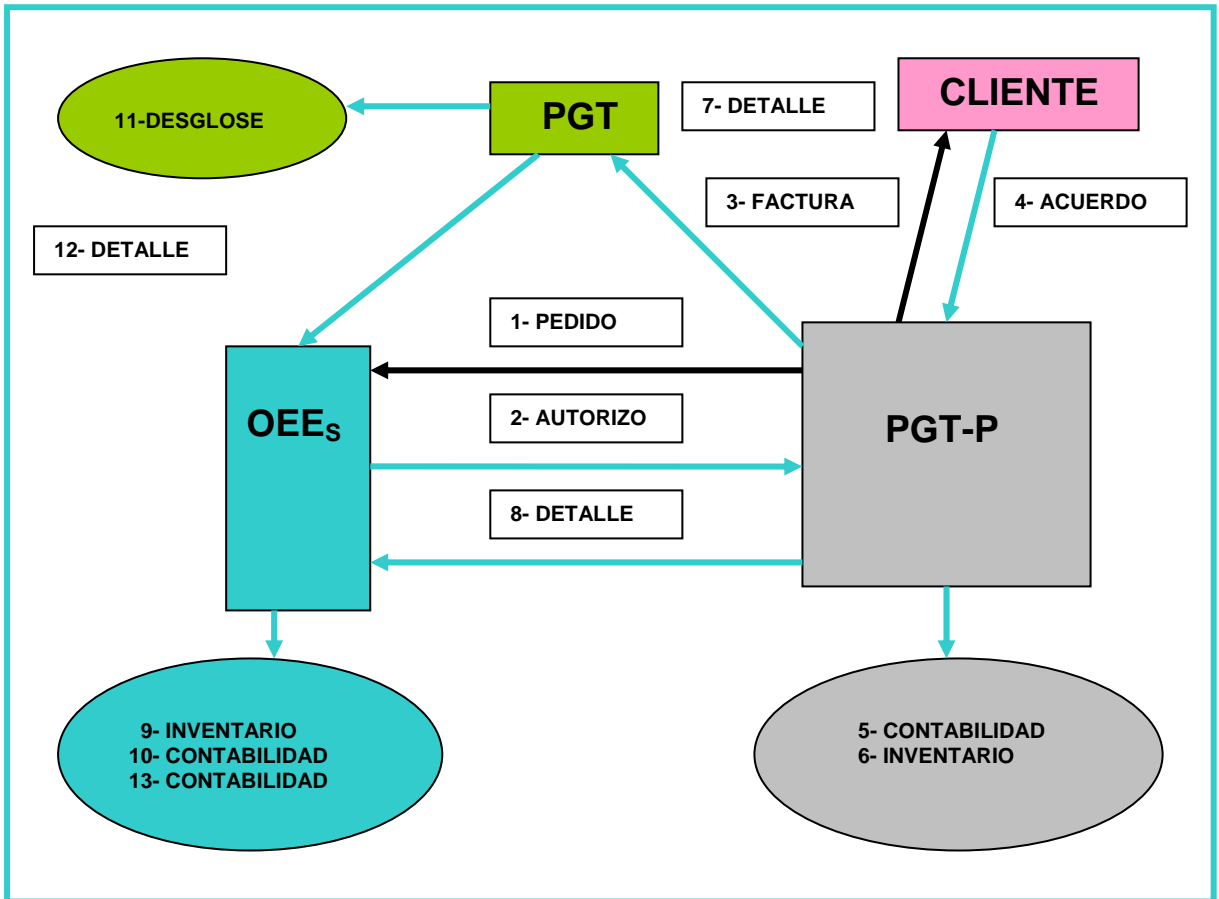 CLIENTE
PGT
7- DETALLE
11-DESGLOSE
3- FACTURA
4- ACUERDO
12- DETALLE
1- PEDIDO
2- AUTORIZO
OEES
PGT-P
8- DETALLE
9- INVENTARIO
10- CONTABILIDAD
13- CONTABILIDAD
5- CONTABILIDAD
6- INVENTARIO